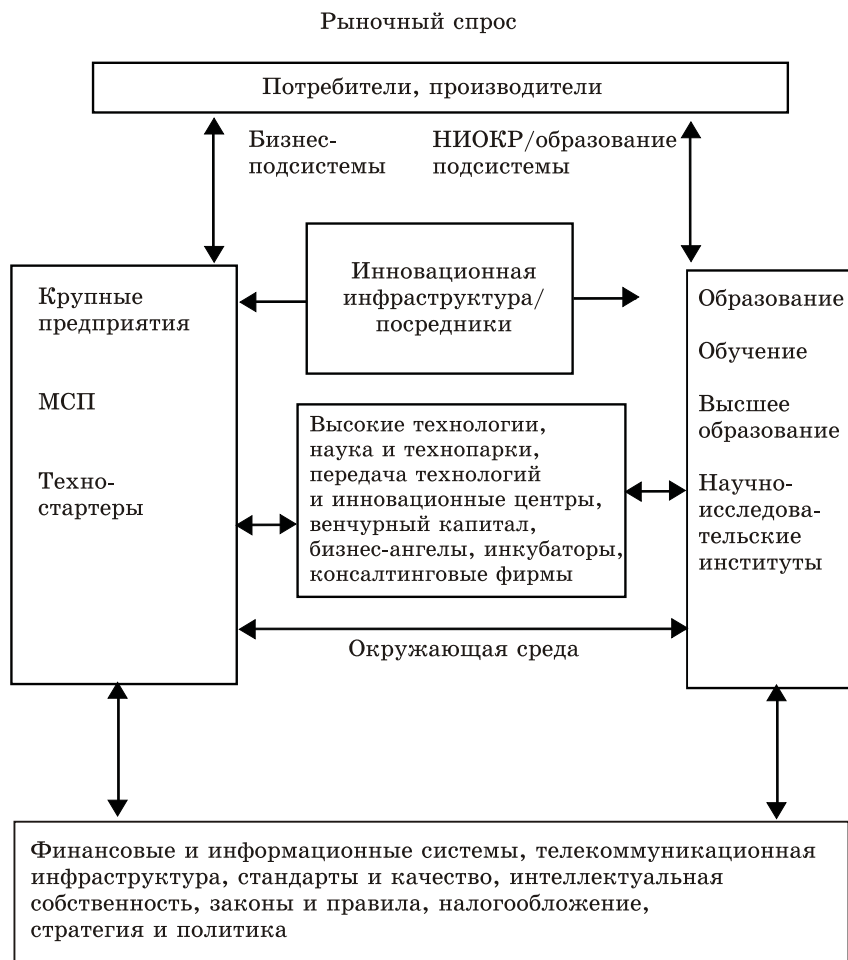 Рыночный спрос
Потребители, производители
Бизнес-
подсистемы
НИОКР/образование
подсистемы
Инновационная
инфраструктура/
посредники
Крупные
предприятия
МСП
Техно-
стартеры
Высокие технологии,
наука и технопарки,
передача технологий
и инновационные центры,
венчурный капитал,
бизнес-ангелы, инкубаторы,
консалтинговые фирмы
Образование
Обучение
Высшее
образование
Научно-
исследова-
тельские
институты
Окружающая среда
Финансовые и информационные системы, телекоммуникационная
инфраструктура, стандарты и качество, интеллектуальная
собственность, законы и правила, налогообложение,
стратегия и политика